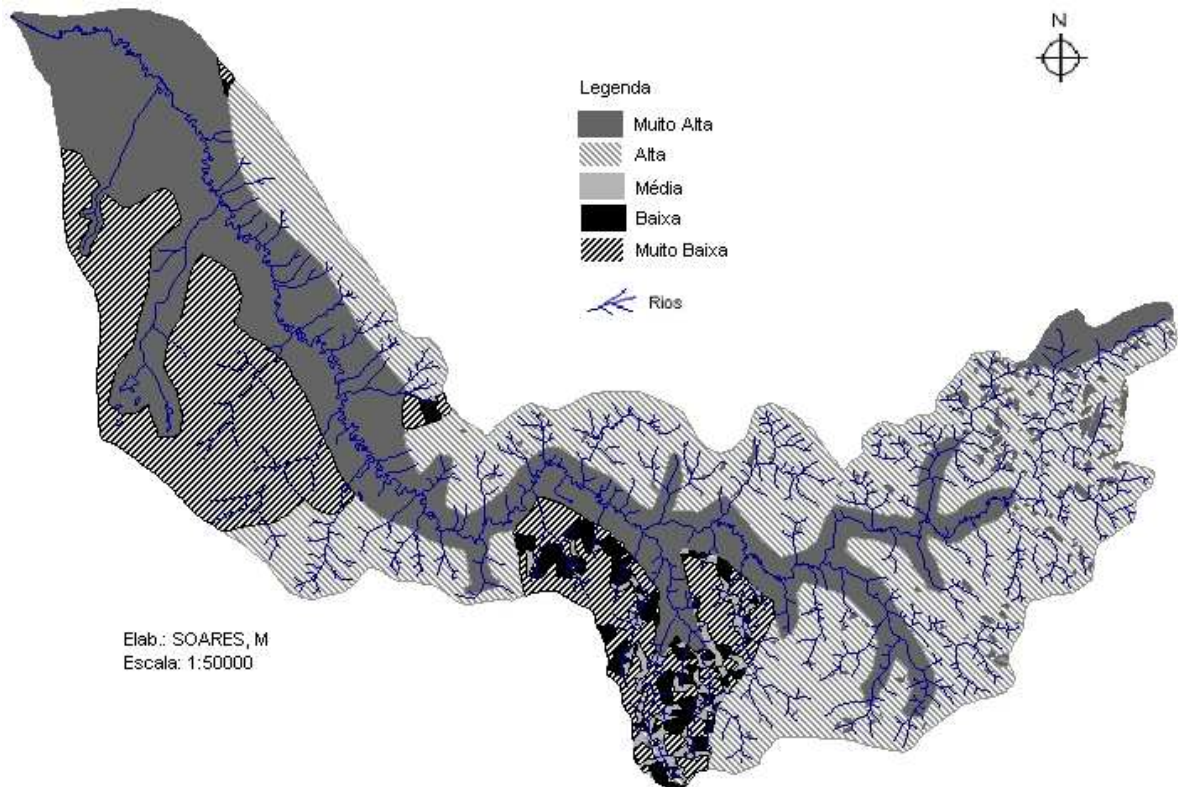 N
Legenda
Muito Alta
Alta
Média
Baixa
Muito Baixa
Rios
Elab.: SOARES, M
Escala: 1:50000